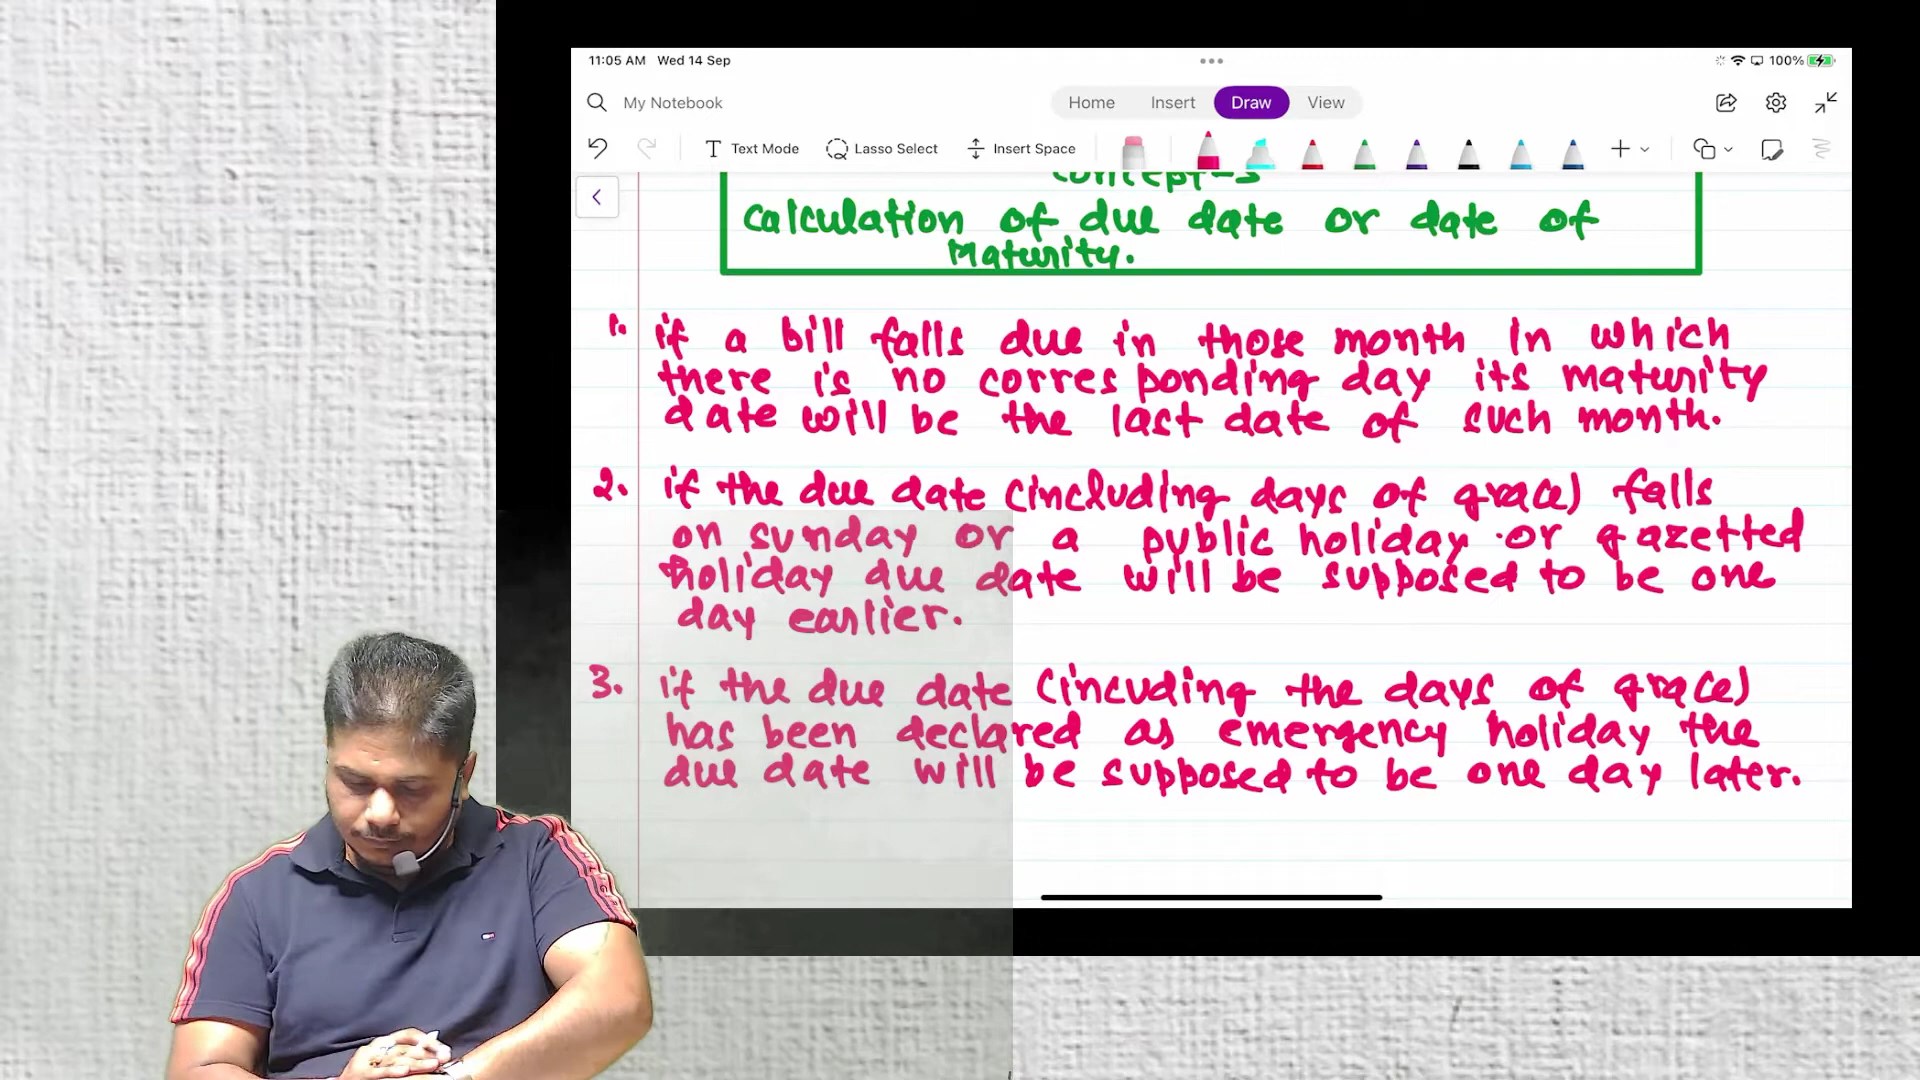 11:05 AM Wed 14 Sep
100%
My Notebook
Home Insert Draw View
Text Mode Lasso Select Insert Space
concept-3
calculation of due date or date of
Maturity.
1. if a bill falls due in those month in which
there is no corresponding day its maturity
date will be the last date of such month.
2. if the due date (including days of grace) falls
on sunday or a public holiday or gazetted
holiday due date will be supposed to be one
day earlier.
3. if the due date (incuding the days of grace)
has been declared as emergency holiday the
due date will be supposed to be one day later.